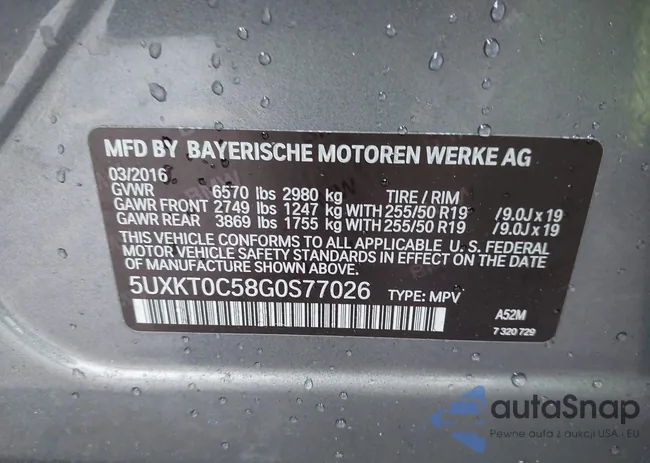 MFD BY BAYERISCHE MOTOREN WERKE AG
03/2016
GVWR 6570 lbs 2980 kg TIRE / RIM
GAWR FRONT 2749 lbs 1247 kg WITH 255/50 R19 /9.0J x 19
GAWR REAR 3869 lbs 1755 kg WITH 255/50 R19 /9.0J x 19
THIS VEHICLE CONFORMS TO ALL APPLICABLE U. S. FEDERAL
MOTOR VEHICLE SAFETY STANDARDS IN EFFECT ON THE
DATE OF MANUFACTURE SHOWN ABOVE.
5UXKT0C58G0S77026 TYPE: MPV
A52M
7 320 729
autaSnap
Pewne auta z aukcji USA - EU